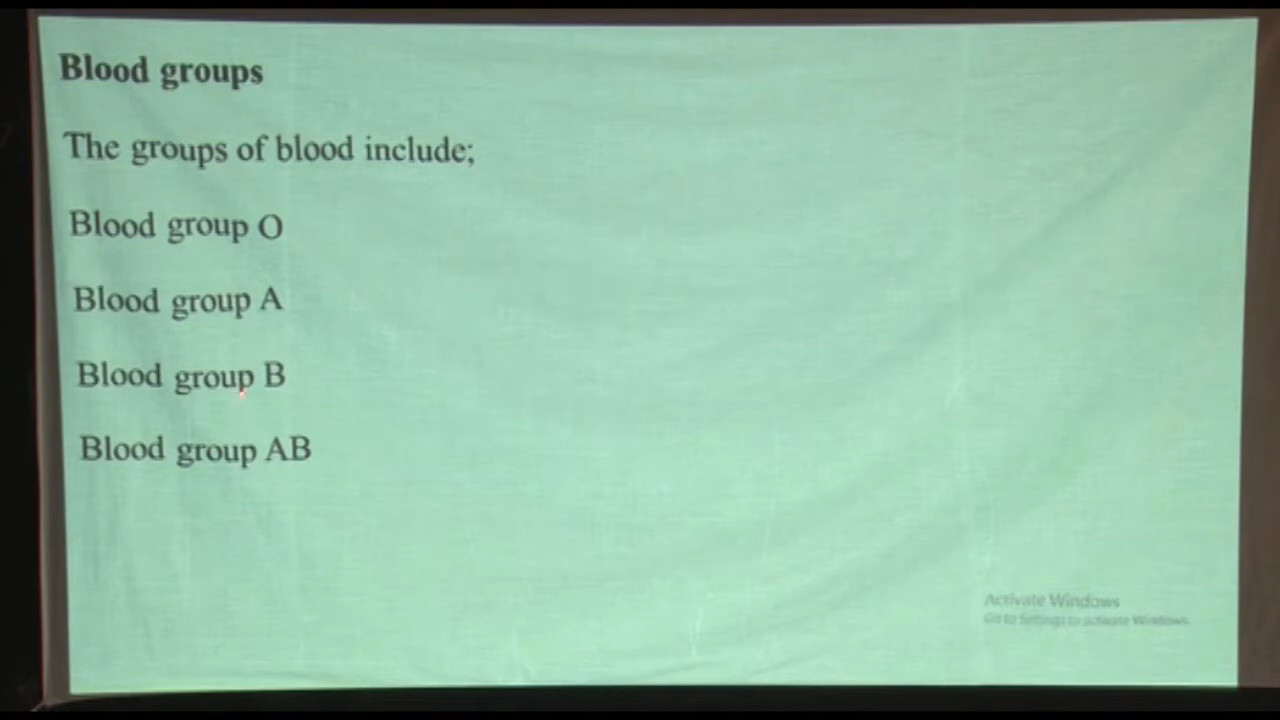 Blood groups
The groups of blood include;
Blood group O
Blood group A
Blood group B
Blood group AB
Activate Windows
Go to Settings to activate Windows.